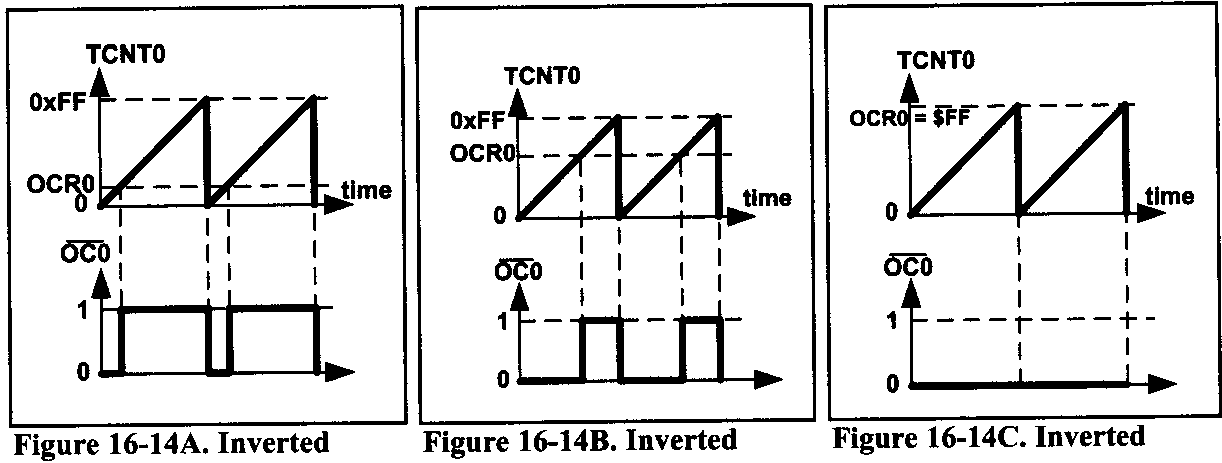 TCNT0
0xFF
OCR0
0
time
OC0
1
0
Figure 16-14A. Inverted
TCNT0
0xFF
OCR0
0
time
OC0
1
0
Figure 16-14B. Inverted
TCNT0
OCR0 = $FF
0
time
OC0
1
0
Figure 16-14C. Inverted